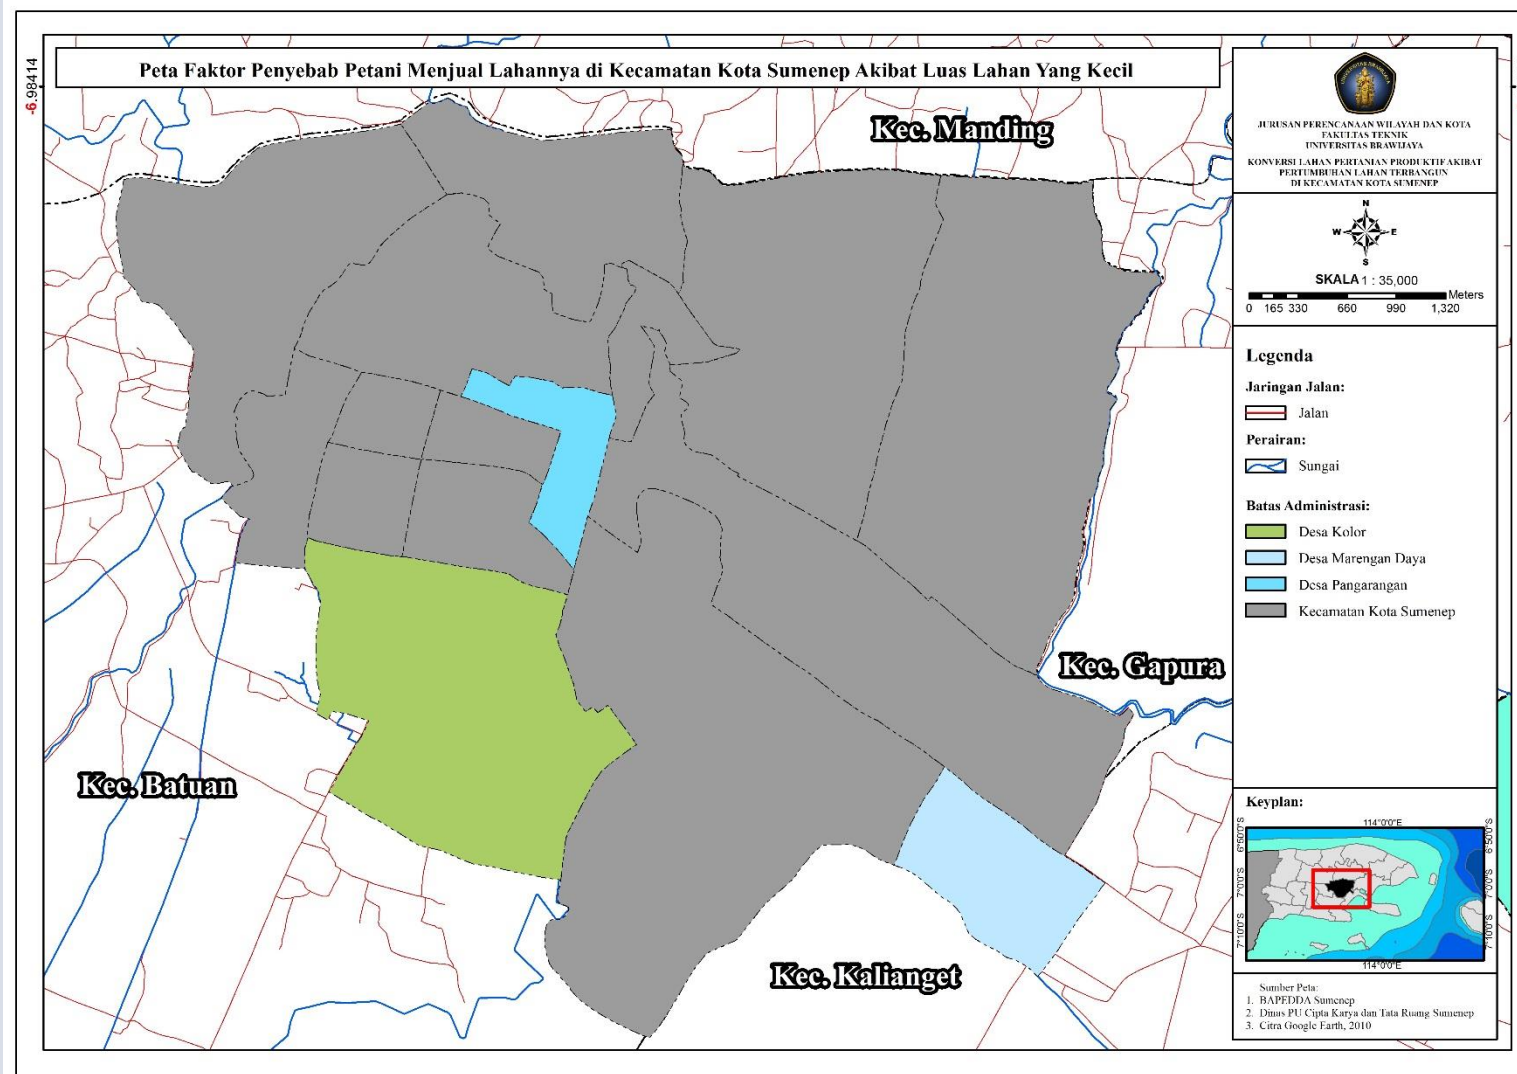 -6.98414
Peta Faktor Penyebab Petani Menjual Lahannya di Kecamatan Kota Sumenep Akibat Luas Lahan Yang Kecil
Kec. Manding
Kec. Gapura
Kec. Batuan
Kec. Kalianget
JURUSAN PERENCANAAN WILAYAH DAN KOTA
FAKULTAS TEKNIK
UNIVERSITAS BRAWIJAYA
KONVERSI LAHAN PERTANIAN PRODUKTIF AKIBAT
PERTUMBUHAN LAHAN TERBANGUN
DI KECAMATAN KOTA SUMENEP
N
W E
S
SKALA 1 : 35,000
Meters
0 165 330 660 990 1,320
Legenda
Jaringan Jalan:
Jalan
Perairan:
Sungai
Batas Administrasi:
Desa Kolor
Desa Marengan Daya
Desa Pangarangan
Kecamatan Kota Sumenep
Keyplan:
114°0'0"E
6°50'0"S
7°0'0"S
7°10'0"S
6°50'0"S
7°0'0"S
7°10'0"S
114°0'0"E
Sumber Peta:
1. BAPEDDA Sumenep
2. Dinas PU Cipta Karya dan Tata Ruang Sumenep
3. Citra Google Earth, 2010